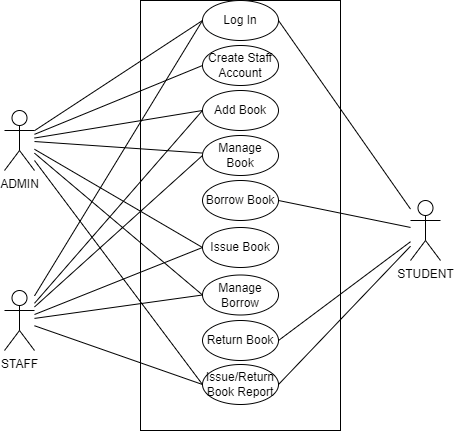 Log In
Create Staff
Account
Add Book
Manage
Book
ADMIN
Borrow Book
Issue Book
STUDENT
Manage
Borrow
Return Book
STAFF
Issue/Return
Book Report